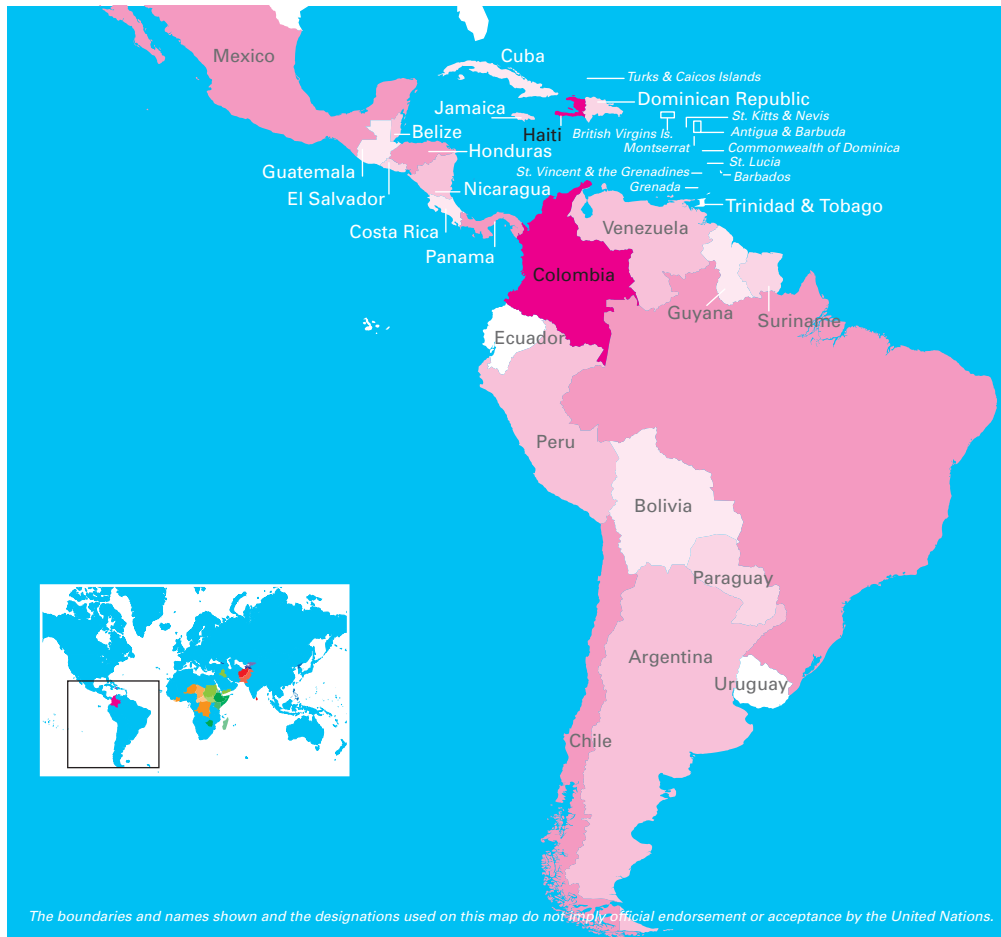 Mexico
Cuba
Turks & Caicos Islands
Dominican Republic
Jamaica
St. Kitts & Nevis
Haiti
British Virgins Is.
Antigua & Barbuda
Belize
Montserrat
Commonwealth of Dominica
Honduras
St. Lucia
Guatemala
St. Vincent & the Grenadines
Barbados
El Salvador
Nicaragua
Grenada
Trinidad & Tobago
Costa Rica
Venezuela
Panama
Colombia
Guyana
Suriname
Ecuador
Peru
Bolivia
Paraguay
Argentina
Uruguay
Chile
The boundaries and names shown and the designations used on this map do not imply official endorsement or acceptance by the United Nations.